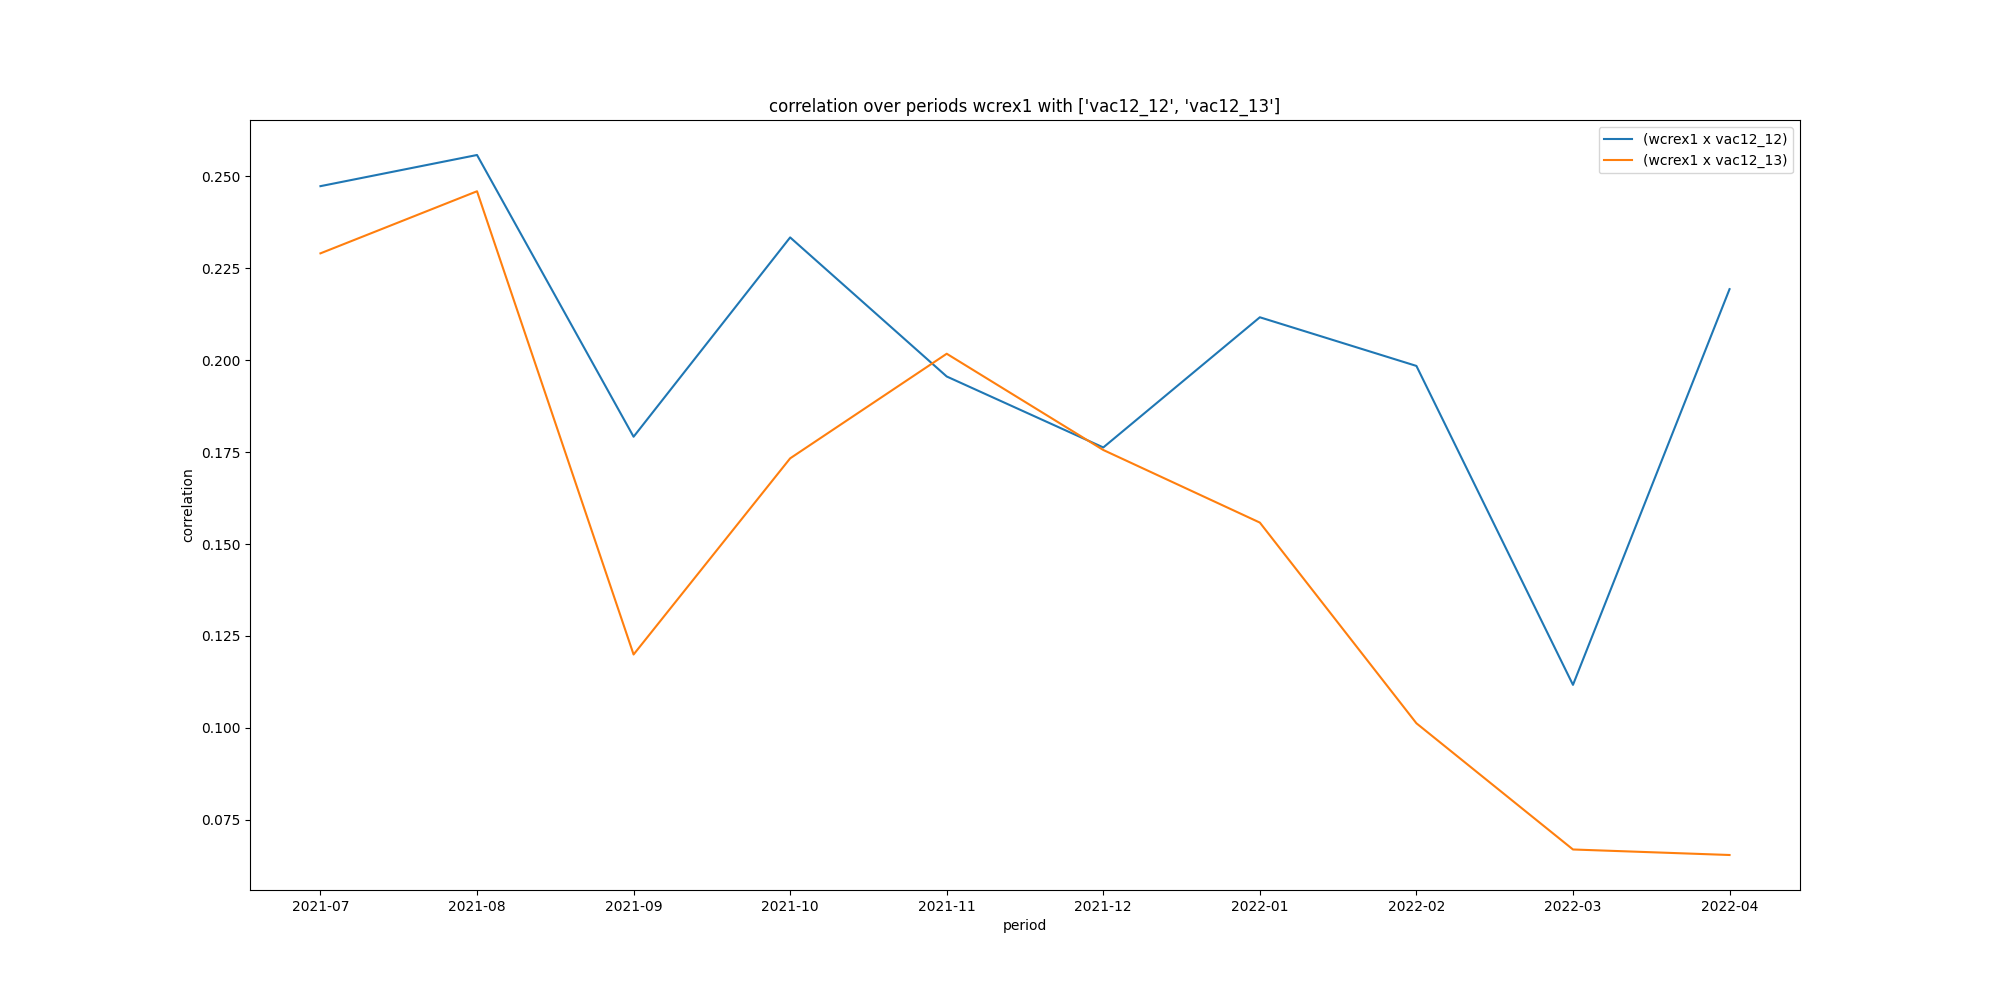 correlation over periods wcrex1 with ['vac12_12', 'vac12_13']
(wcrex1 x vac12_12)
(wcrex1 x vac12_13)
0.250
0.225
0.200
0.175
0.150
0.125
0.100
0.075
correlation
2021-07 2021-08 2021-09 2021-10 2021-11 2021-12 2022-01 2022-02 2022-03 2022-04
period